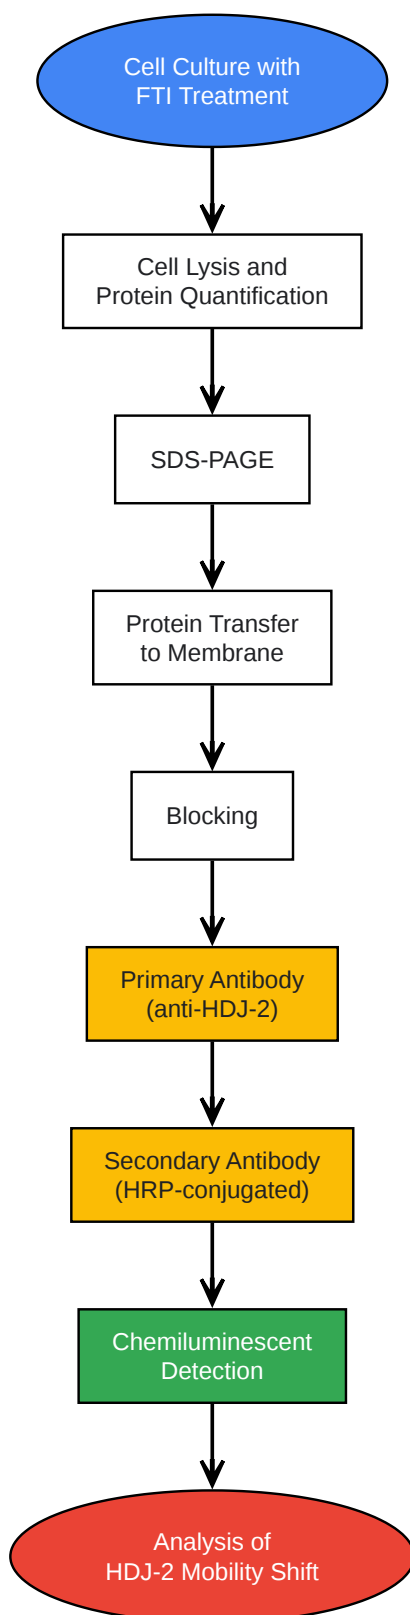 Cell Culture with
FTI Treatment
Cell Lysis and
Protein Quantification
SDS-PAGE
Protein Transfer
to Membrane
Blocking
Primary Antibody
(anti-HDJ-2)
Secondary Antibody
(HRP-conjugated)
Chemiluminescent
Detection
Analysis of
HDJ-2 Mobility Shift